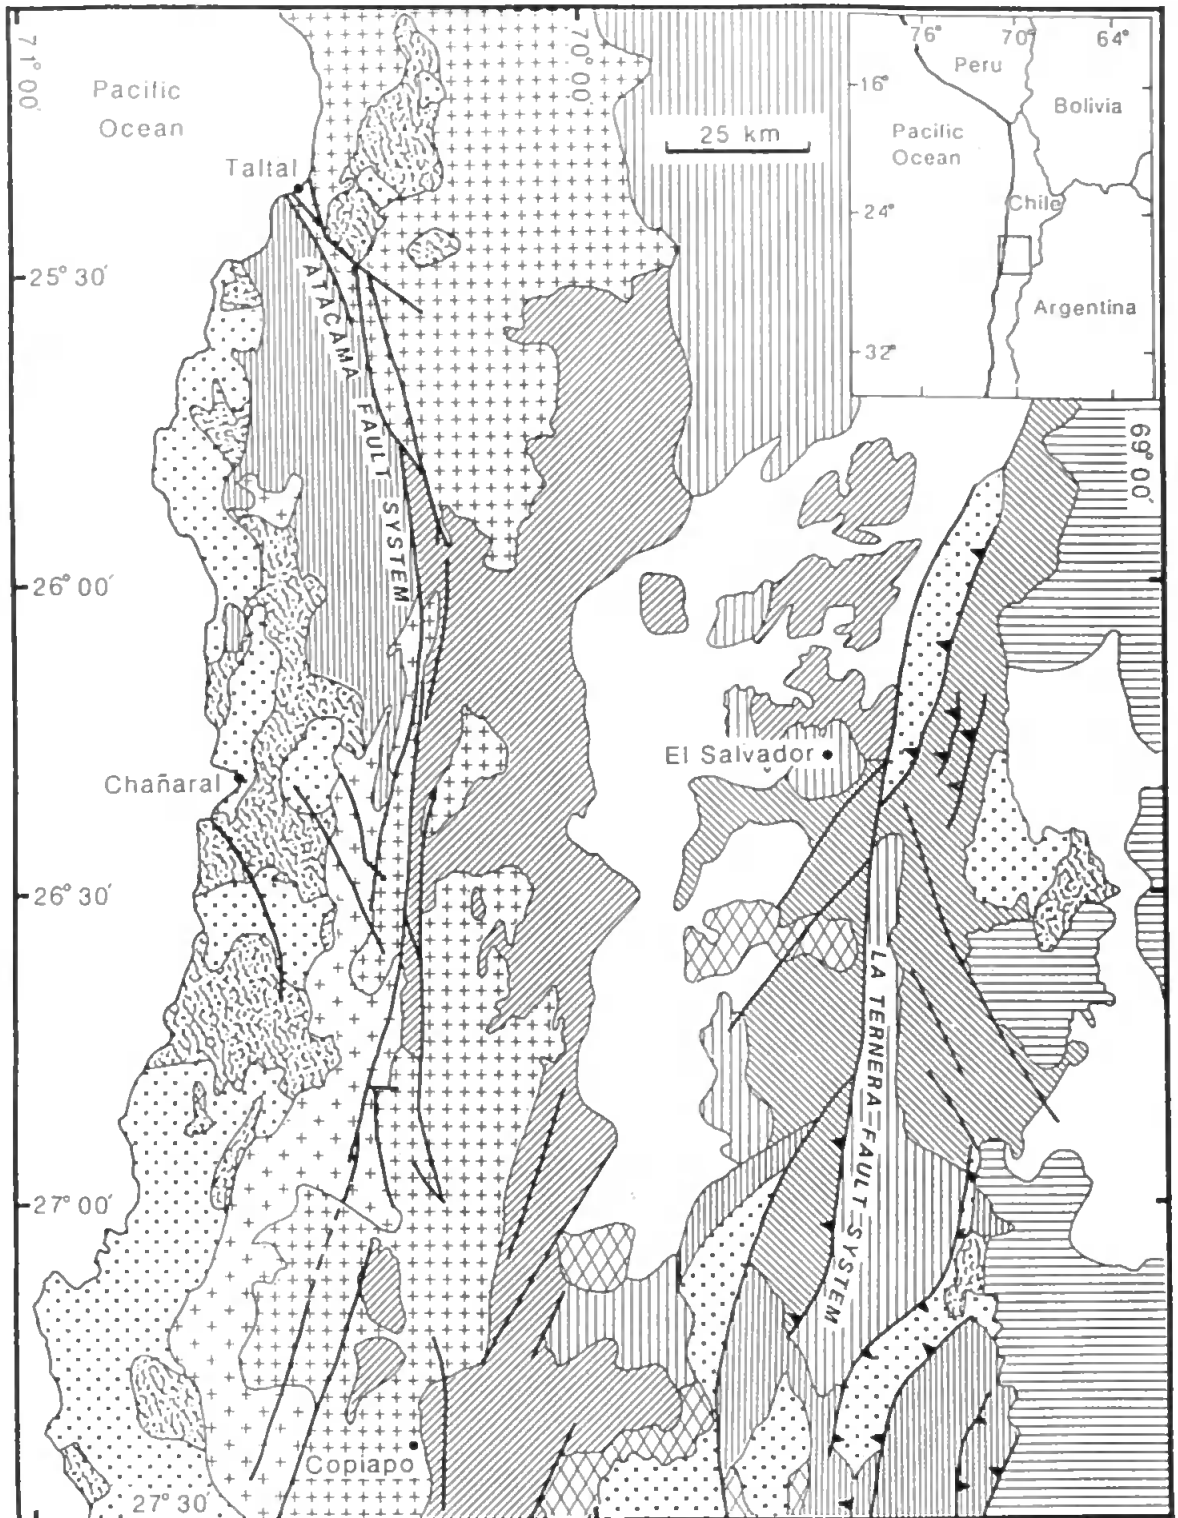 71° 00'
Pacific
Ocean
70° 00'
25 km
76° 70° 64°
Peru
16°
Bolivia
Pacific
Ocean
24°
Chile
Argentina
32°
Taltal
25° 30'
ATACAMA FAULT SYSTEM
69° 00'
26° 00'
El Salvador
Chañaral
26° 30'
LA TERNERA FAULT SYSTEM
27° 00'
Copiapo
27° 30'